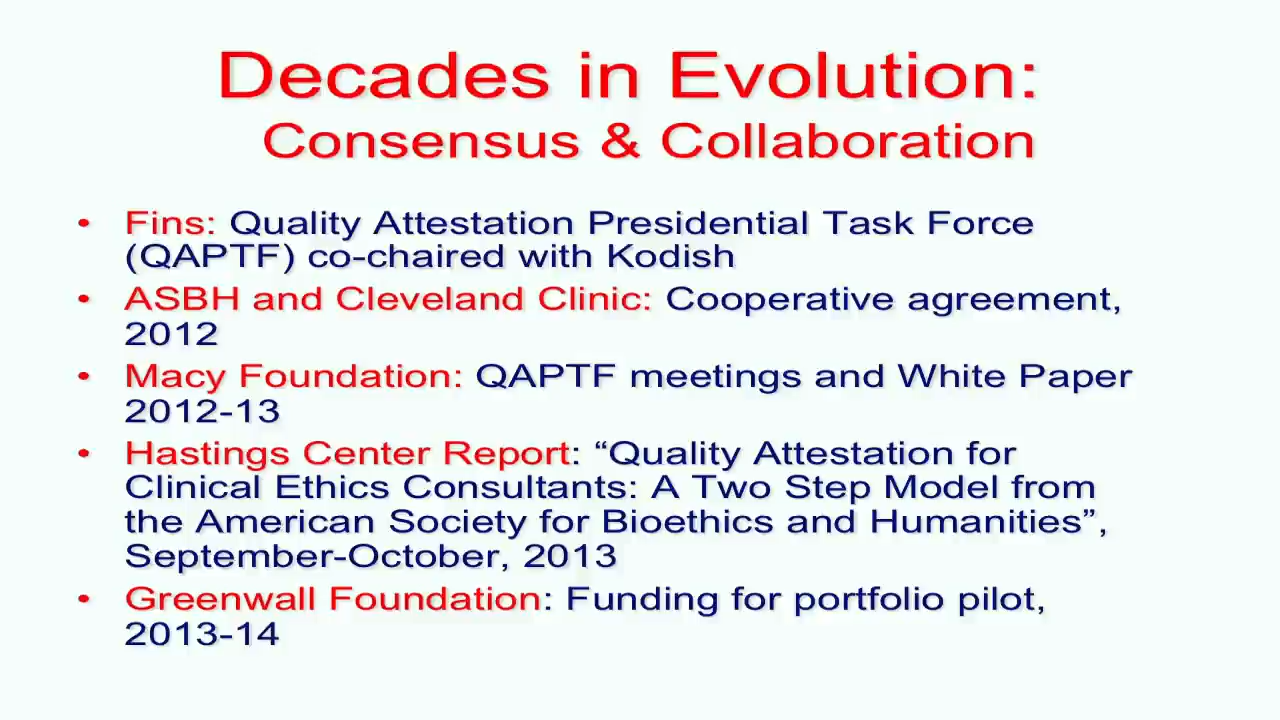 Decades in Evolution:
Consensus & Collaboration
• Fins: Quality Attestation Presidential Task Force
(QAPTF) co-chaired with Kodish
• ASBH and Cleveland Clinic: Cooperative agreement,
2012
• Macy Foundation: QAPTF meetings and White Paper
2012-13
• Hastings Center Report: “Quality Attestation for
Clinical Ethics Consultants: A Two Step Model from
the American Society for Bioethics and Humanities”,
September-October, 2013
• Greenwall Foundation: Funding for portfolio pilot,
2013-14